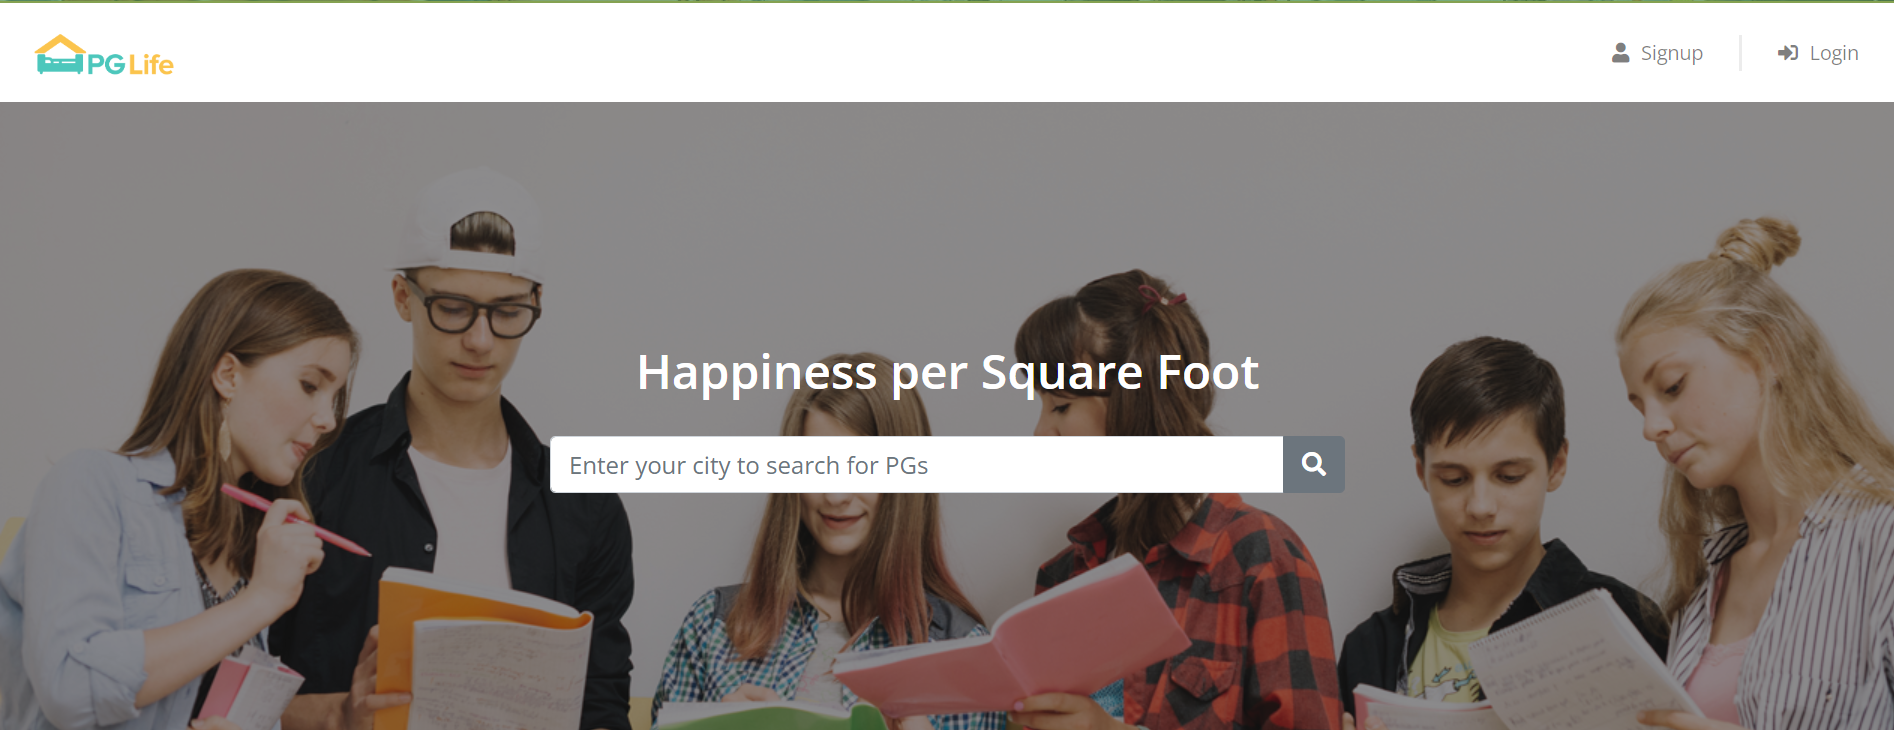 PG Life
Signup
Login
Happiness per Square Foot
Enter your city to search for PGs